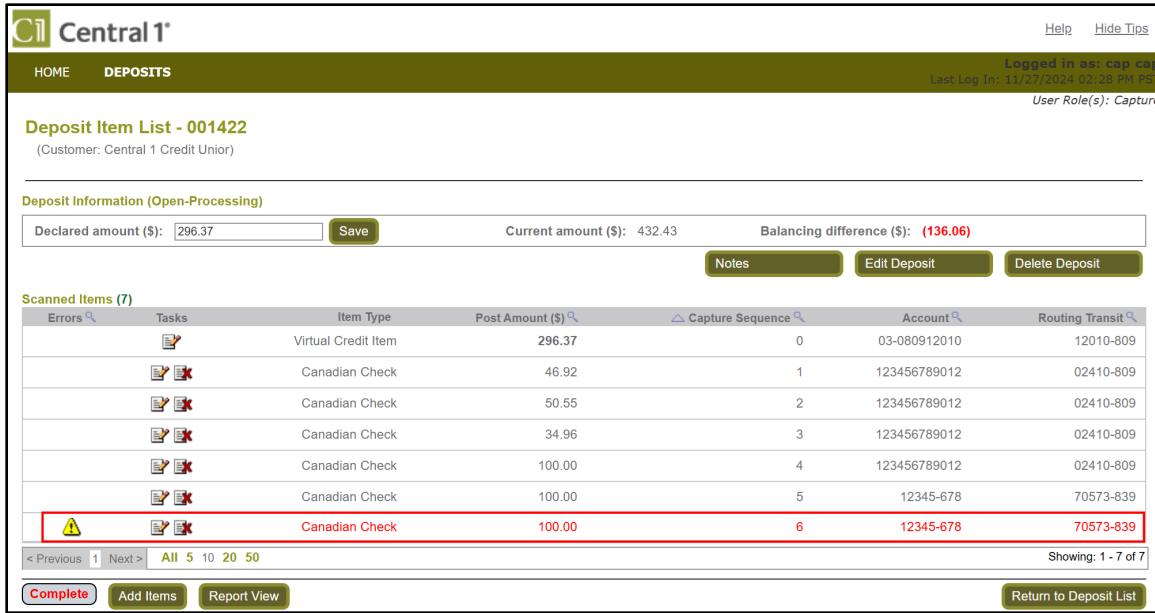 C1 Central 1®
Help Hide Tips
HOME DEPOSITS
Logged in as: cap cap
Last Log In: 11/27/2024 02:28 PM PST
User Role(s): Capture
Deposit Item List - 001422
(Customer: Central 1 Credit Unior)
Deposit Information (Open-Processing)
Declared amount ($): 296.37 Save Current amount ($): 432.43 Balancing difference ($): (136.06)
Notes Edit Deposit Delete Deposit
Scanned Items (7)
Errors Tasks Item Type Post Amount ($) Capture Sequence Account Routing Transit
Virtual Credit Item 296.37 0 03-080912010 12010-809
Canadian Check 46.92 1 123456789012 02410-809
Canadian Check 50.55 2 123456789012 02410-809
Canadian Check 34.96 3 123456789012 02410-809
Canadian Check 100.00 4 123456789012 02410-809
Canadian Check 100.00 5 12345-678 70573-839
Canadian Check 100.00 6 12345-678 70573-839
< Previous 1 Next > All 5 10 20 50 Showing: 1 - 7 of 7
Complete Add Items Report View Return to Deposit List